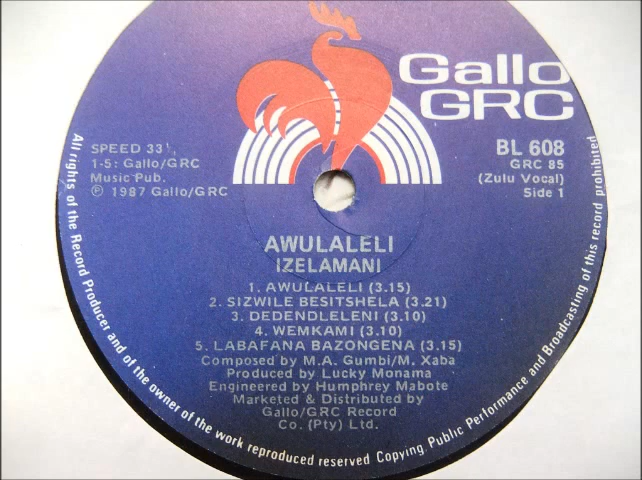 Gallo
GRC
SPEED 33⅓
1-5: Gallo/GRC
Music Pub.
℗ 1987 Gallo/GRC
BL 608
GRC 85
(Zulu Vocal)
Side 1
AWULALELI
IZELAMANI
1. AWULALELI (3.15)
2. SIZWILE BESITSHELA (3.21)
3. DEDENDLELENI (3.10)
4. WEMKAMI (3.10)
5. LABAFANA BAZONGENA (3.15)
Composed by M.A. Gumbi/M. Xaba
Produced by Lucky Monama
Engineered by Humphrey Mabote
Marketed & Distributed by
Gallo/GRC Record
Co. (Pty) Ltd.
All rights of the Record Producer and of the owner of the work reproduced reserved Copying, Public Performance and Broadcasting of this record prohibited